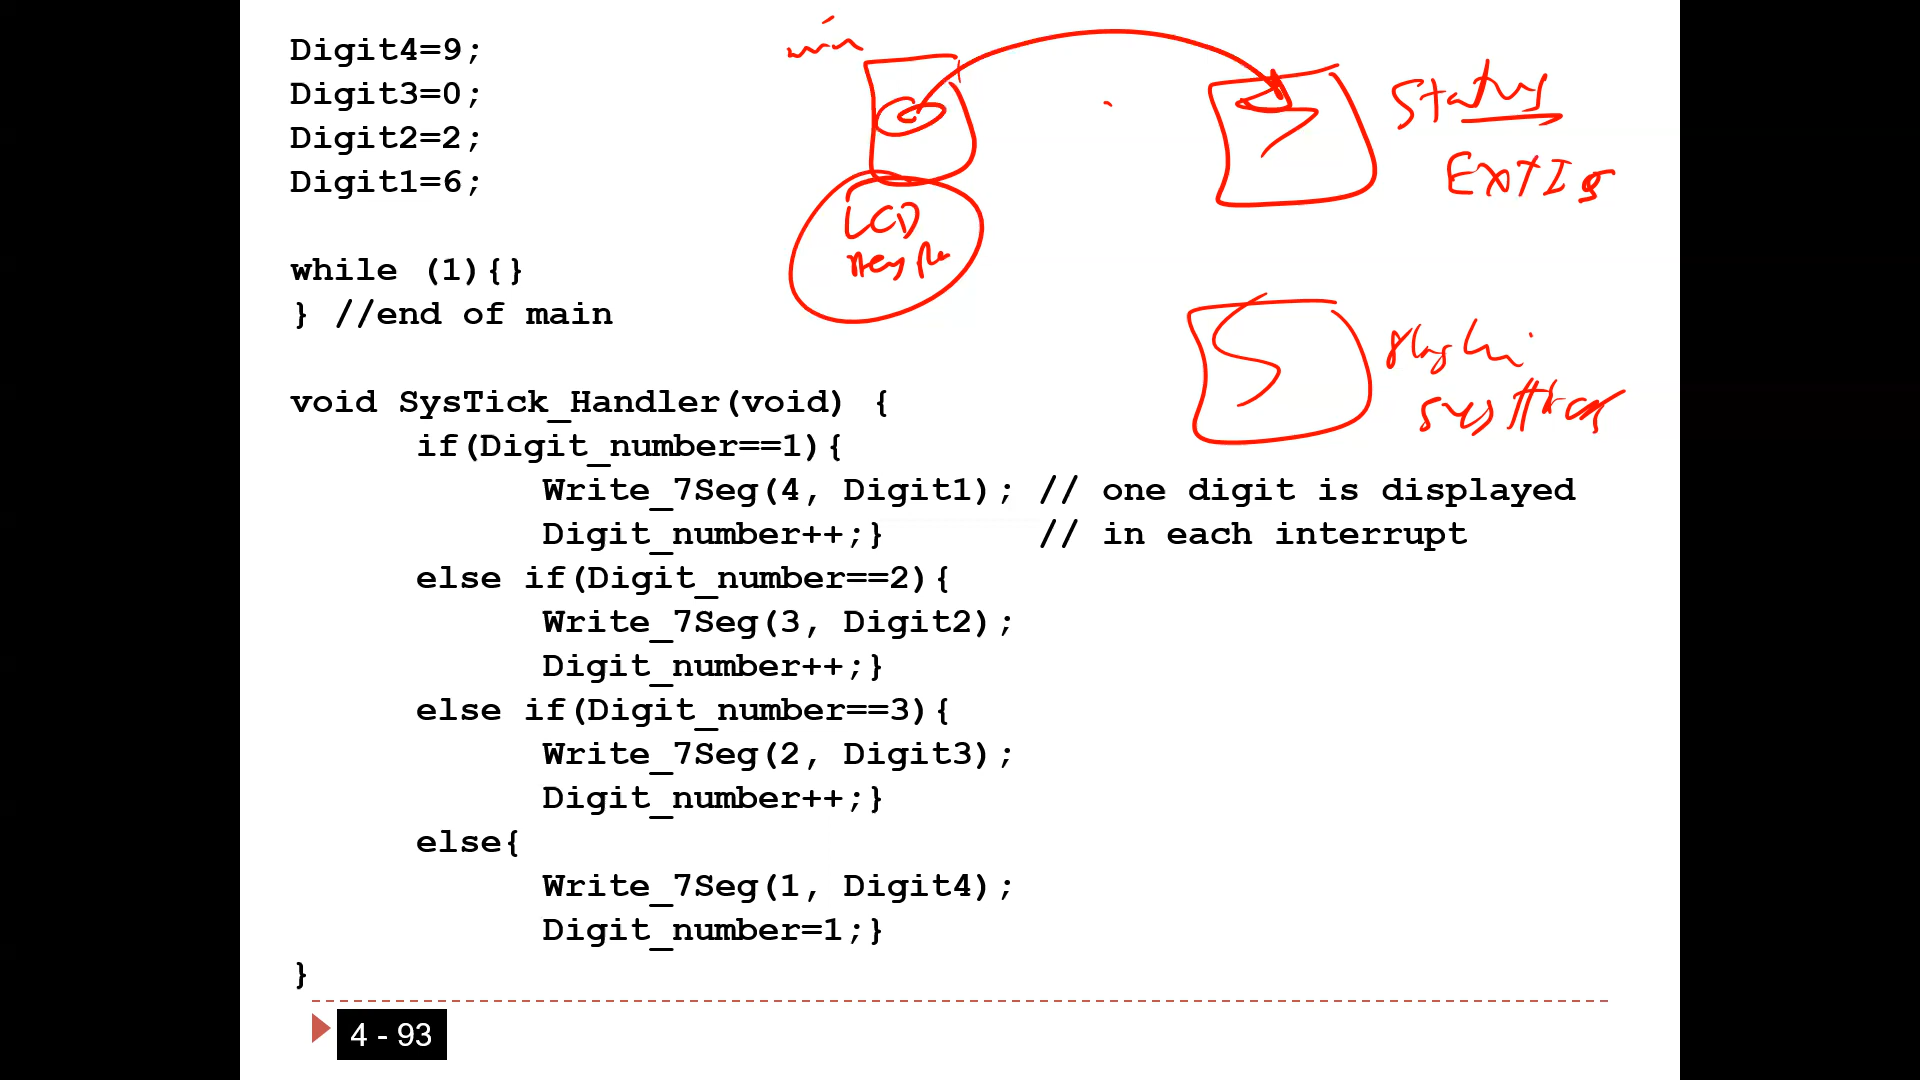 Digit4=9;
Digit3=0;
Digit2=2;
Digit1=6;
while (1){}
} //end of main
void SysTick_Handler(void) {
if(Digit_number==1){
Write_7Seg(4, Digit1); // one digit is displayed
Digit_number++;} // in each interrupt
else if(Digit_number==2){
Write_7Seg(3, Digit2);
Digit_number++;}
else if(Digit_number==3){
Write_7Seg(2, Digit3);
Digit_number++;}
else{
Write_7Seg(1, Digit4);
Digit_number=1;}
}
4 - 93
LCD
Status